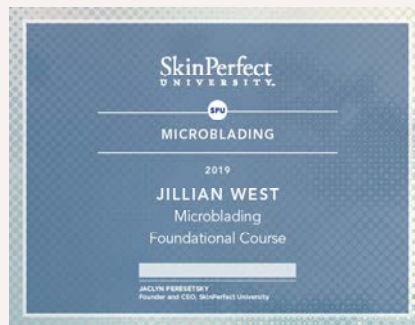 SkinPerfect
UNIVERSITY.
SPU
MICROBLADING
2019
JILLIAN WEST
Microblading
Foundational Course
JACLYN PERESETSKY
Founder and CEO, SkinPerfect University